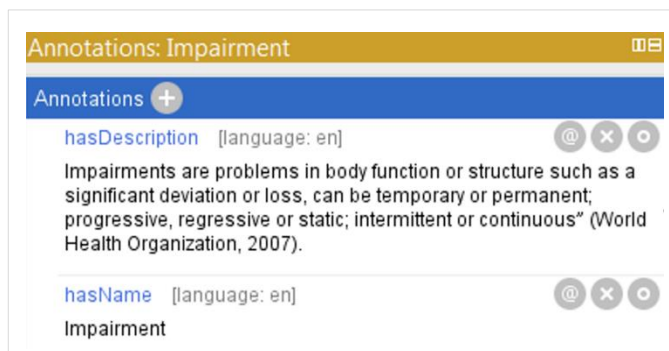 Annotations: Impairment
Annotations
hasDescription [language: en]
Impairments are problems in body function or structure such as a
significant deviation or loss, can be temporary or permanent;
progressive, regressive or static; intermittent or continuous” (World
Health Organization, 2007).
hasName [language: en]
Impairment